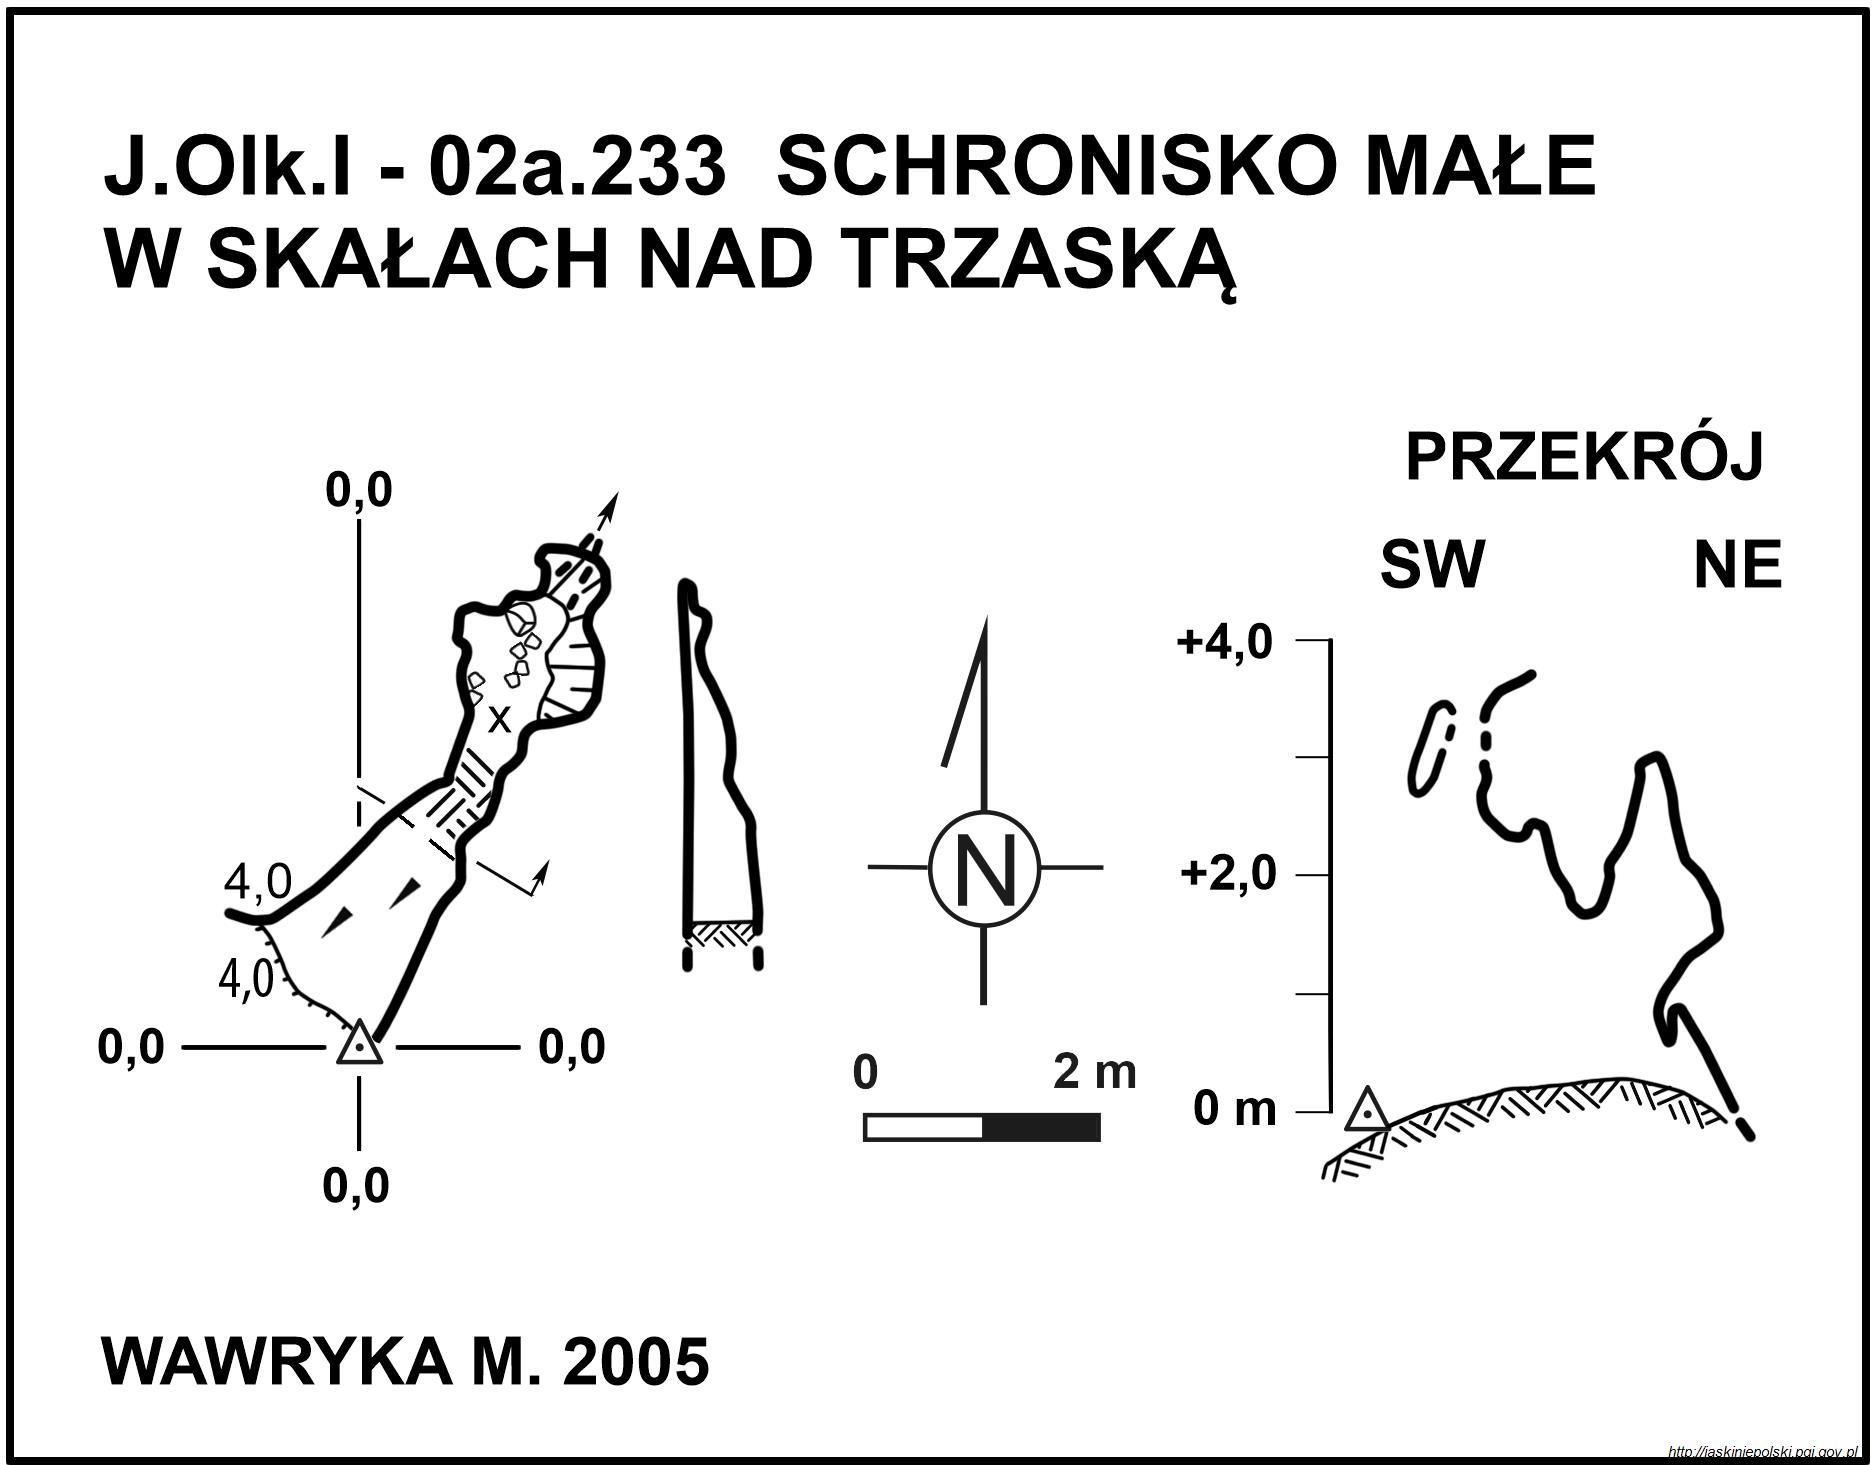 J.Olk.I - 02a.233 SCHRONISKO MAŁE
W SKAŁACH NAD TRZASKĄ
PRZEKRÓJ
SW NE
0,0
+4,0
x
4,0
+2,0
N
4,0
0,0 0,0
0 2 m
0 m
0,0
WAWRYKA M. 2005
http://jaskiniepolski.pgi.gov.pl